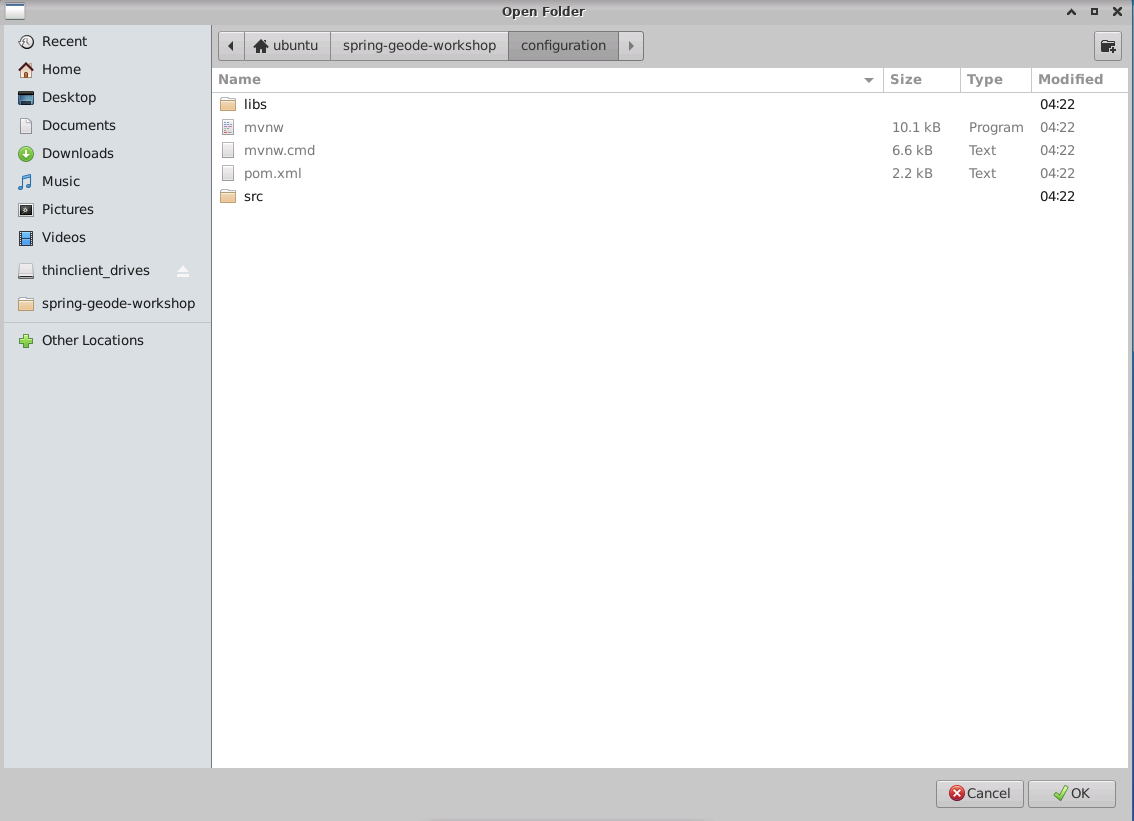 Open Folder
Recent
Home
Desktop
Documents
Downloads
Music
Pictures
Videos
thinclient_drives
spring-geode-workshop
Other Locations
ubuntu spring-geode-workshop configuration
Name Size Type Modified
libs 04:22
mvnw 10.1 kB Program 04:22
mvnw.cmd 6.6 kB Text 04:22
pom.xml 2.2 kB Text 04:22
src 04:22
Cancel OK